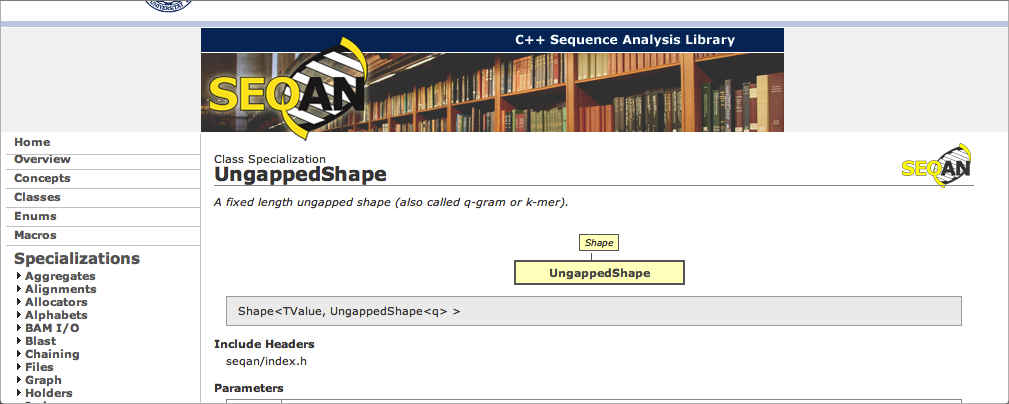 C++ Sequence Analysis Library
SEQAN
Home
Overview
Concepts
Classes
Enums
Macros
Specializations
Aggregates
Alignments
Allocators
Alphabets
BAM I/O
Blast
Chaining
Files
Graph
Holders
Class Specialization
UngappedShape
SEQAN
A fixed length ungapped shape (also called q-gram or k-mer).
Shape
UngappedShape
Shape<TValue, UngappedShape<q> >
Include Headers
seqan/index.h
Parameters